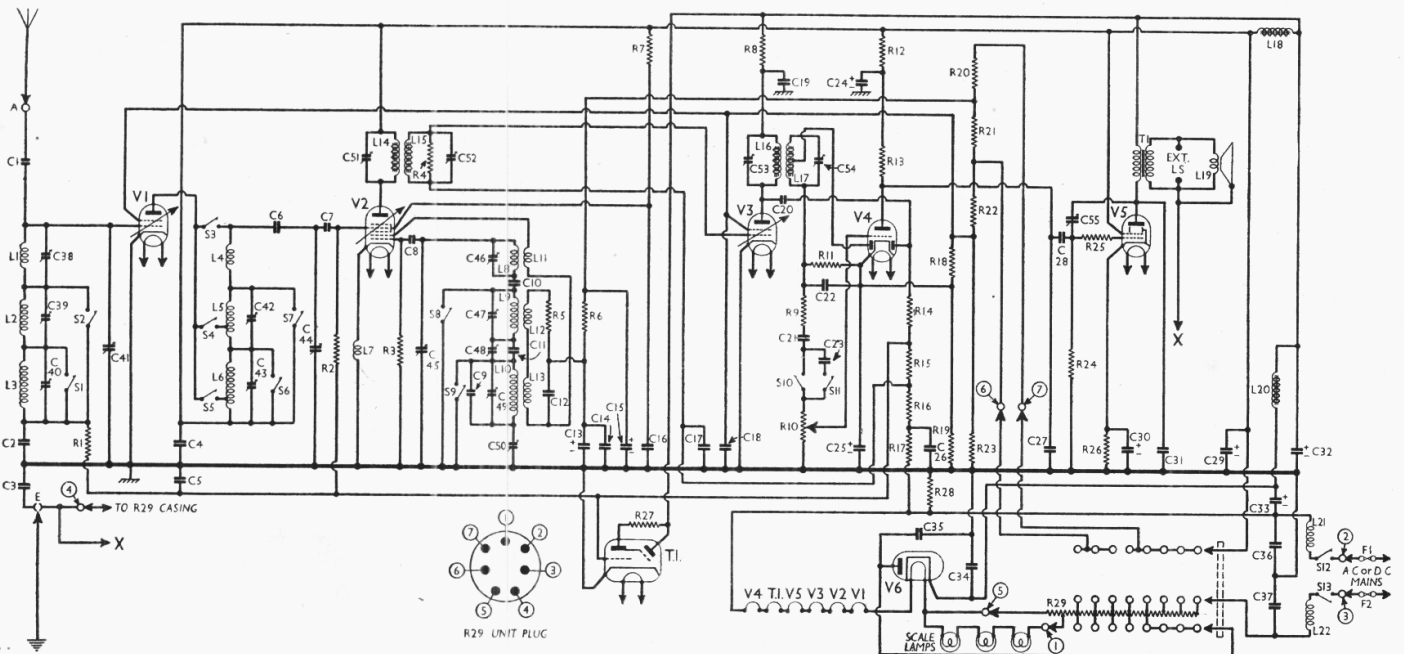 A
C1
L1
C38
L2
C39
S2
L3
C40
S1
C41
C2
R1
C3
E
④
TO R29 CASING
X
V1
S3
L4
C6
C7
S4
L5
C42
S7
S5
L6
C43
S6
C44
R2
C4
C5
C51
L14
L15
R4
C52
V2
L7
R3
C8
C45
C46
L8
L11
C10
S8
C47
L9
L12
R5
C48
C11
S9
C9
L10
L13
C49
C12
C50
R6
R7
C13
C14
C15
C16
C17
C18
R8
C19
C53
L16
L17
C54
V3
C20
R12
C24
R13
V4
R11
C22
R9
C21
C23
S10
S11
R10
R14
R15
R16
R17
C25
C26
R18
R19
R20
R21
R22
R23
R28
⑥
⑦
T1
EXT.
LS
L19
L18
C55
V5
C28
R25
X
R24
C27
R26
C30
C31
C29
L20
C32
C33
C36
C37
L21
S12
②
F1
A C or D C
MAINS
S13
③
F2
L22
R27
T.I.
①
②
③
④
⑤
⑥
⑦
R29 UNIT PLUG
C35
V6
C34
V4 T.I. V5 V3 V2 V1
⑤
R29
SCALE
LAMPS
①